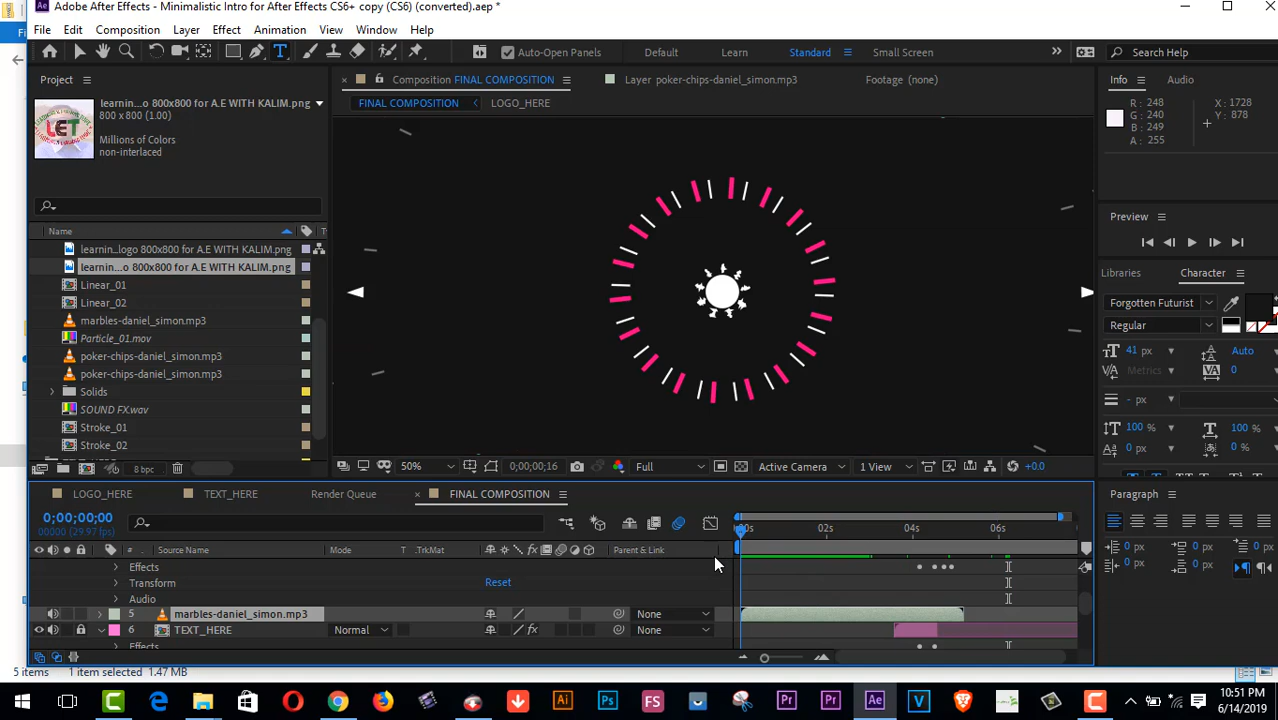 Adobe After Effects - Minimalistic Intro for After Effects CS6+ copy (CS6) (converted).aep *
File Edit Composition Layer Effect Animation View Window Help
Auto-Open Panels Default Learn Standard Small Screen Search Help
Project
learnin...o 800x800 for A.E WITH KALIM.png
800 x 800 (1.00)
Millions of Colors
non-interlaced
LET
Name
learnin...logo 800x800 for A.E WITH KALIM.png
learnin...o 800x800 for A.E WITH KALIM.png
Linear_01
Linear_02
marbles-daniel_simon.mp3
Particle_01.mov
poker-chips-daniel_simon.mp3
poker-chips-daniel_simon.mp3
Solids
SOUND FX.wav
Stroke_01
Stroke_02
8 bpc
Composition FINAL COMPOSITION Layer poker-chips-daniel_simon.mp3 Footage (none)
FINAL COMPOSITION LOGO_HERE
50% 0;00;00;16 Full Active Camera 1 View +0.0
Info Audio
R : 248 X : 1728
G : 240 Y : 878
B : 249
A : 255
Preview
Libraries Character
Forgotten Futurist
Regular
41 px Auto
Metrics 0
- px
100 % 100 %
0 px 0 %
Paragraph
0 px 0 px
0 px 0 px
0 px
LOGO_HERE TEXT_HERE Render Queue FINAL COMPOSITION
0;00;00;00
00000 (29.97 fps)
00s 02s 04s 06s
# Source Name Mode T .TrkMat Parent & Link
Effects
Transform Reset
Audio
5 marbles-daniel_simon.mp3 None
6 TEXT_HERE Normal None
Effects
5 items 1.47 MB
10:51 PM
6/14/2019